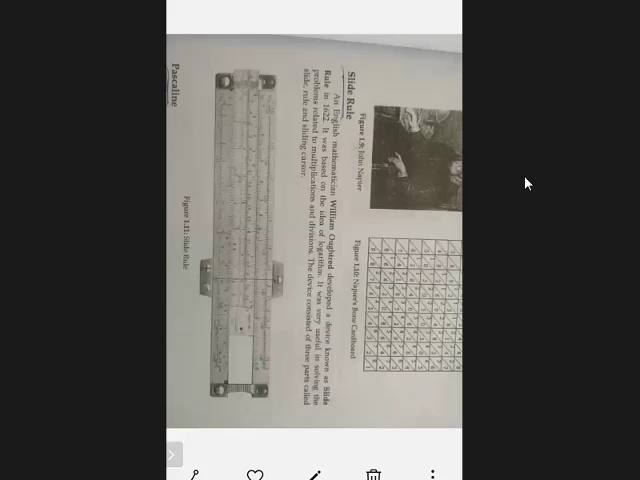 Figure 1.9: John Napier
Figure 1.10: Napier's Bone Cardboard
Slide Rule
An English mathematician William Oughtred developed a device known as Slide
Rule in 1622. It was based on the idea of logarithm. It was very useful in solving the
problems related to multiplications and divisions. The device consisted of three parts called
slide, rule and sliding cursor.
Figure 1.11: Slide Rule
Pascaline